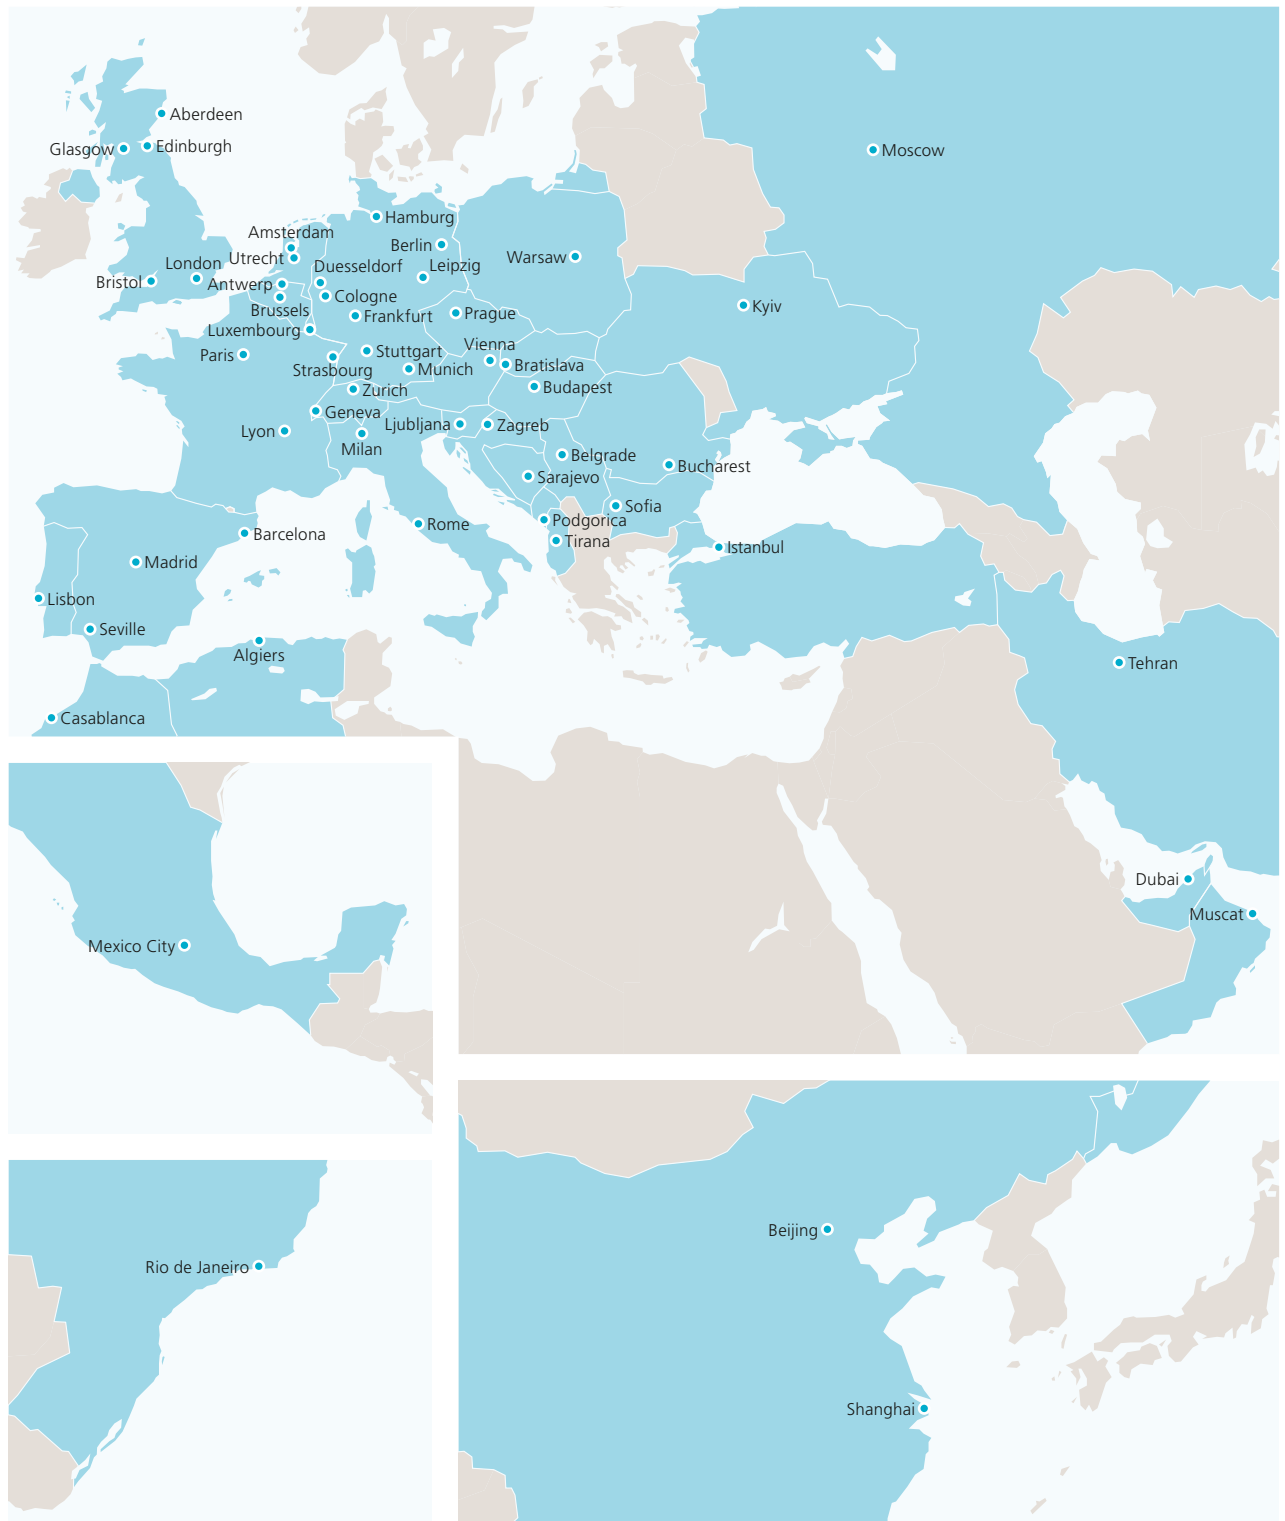 Aberdeen
Glasgow
Edinburgh
Moscow
Hamburg
Amsterdam
Berlin
Utrecht
Warsaw
London
Duesseldorf
Leipzig
Bristol
Antwerp
Cologne
Brussels
Kyiv
Frankfurt
Prague
Luxembourg
Vienna
Paris
Stuttgart
Strasbourg
Munich
Bratislava
Zurich
Budapest
Geneva
Lyon
Ljubljana
Zagreb
Milan
Belgrade
Bucharest
Sarajevo
Sofia
Rome
Podgorica
Barcelona
Tirana
Istanbul
Madrid
Lisbon
Seville
Algiers
Tehran
Casablanca
Dubai
Muscat
Mexico City
Beijing
Rio de Janeiro
Shanghai